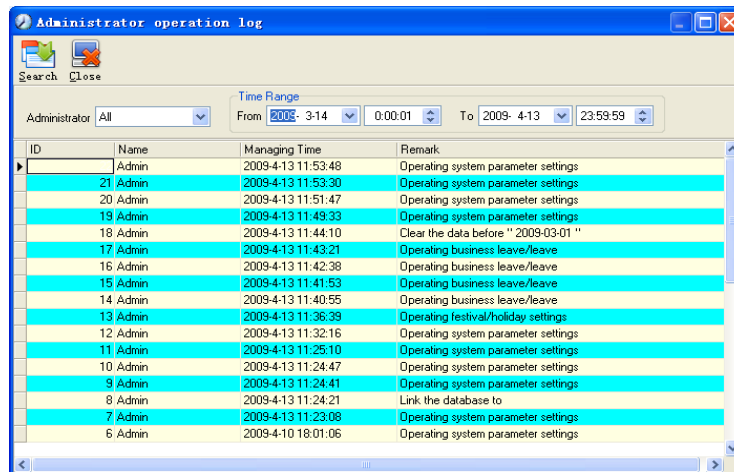 Administrator operation log
Search Close
Time Range
Administrator All From 2009- 3-14 0:00:01 To 2009- 4-13 23:59:59
ID Name Managing Time Remark
Admin 2009-4-13 11:53:48 Operating system parameter settings
21 Admin 2009-4-13 11:53:30 Operating system parameter settings
20 Admin 2009-4-13 11:51:47 Operating system parameter settings
19 Admin 2009-4-13 11:49:33 Operating system parameter settings
18 Admin 2009-4-13 11:44:10 Clear the data before " 2009-03-01 "
17 Admin 2009-4-13 11:43:21 Operating business leave/leave
16 Admin 2009-4-13 11:42:38 Operating business leave/leave
15 Admin 2009-4-13 11:41:53 Operating business leave/leave
14 Admin 2009-4-13 11:40:55 Operating business leave/leave
13 Admin 2009-4-13 11:36:39 Operating festival/holiday settings
12 Admin 2009-4-13 11:32:16 Operating system parameter settings
11 Admin 2009-4-13 11:25:10 Operating system parameter settings
10 Admin 2009-4-13 11:24:47 Operating system parameter settings
9 Admin 2009-4-13 11:24:41 Operating system parameter settings
8 Admin 2009-4-13 11:24:21 Link the database to
7 Admin 2009-4-13 11:23:08 Operating system parameter settings
6 Admin 2009-4-10 18:01:06 Operating system parameter settings